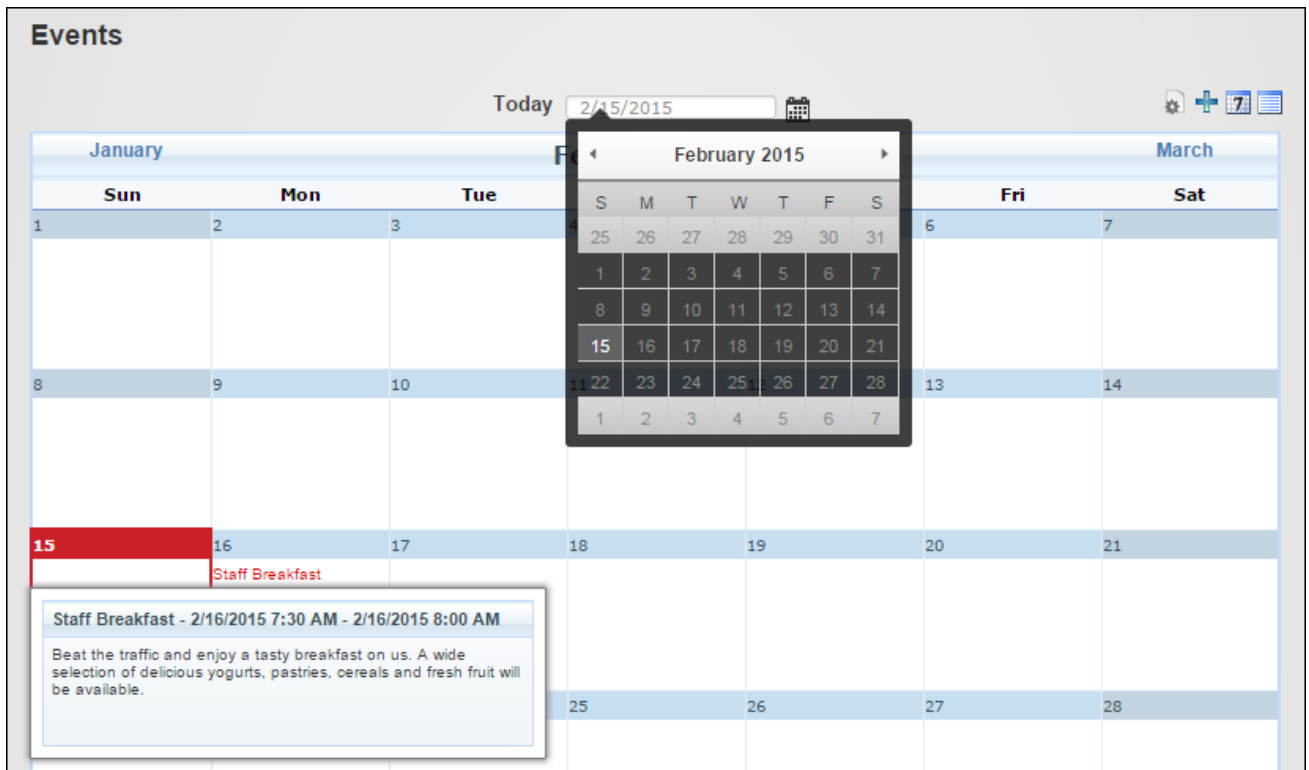 Events
Today 2/15/2015
7
January Fe March
February 2015
Sun Mon Tue Fri Sat
S M T W T F S
1 2 3 4 6 7
25 26 27 28 29 30 31
1 2 3 4 5 6 7
8 9 10 11 12 13 14
15 16 17 18 19 20 21
8 9 10 11 12 13 14
22 23 24 25 26 27 28
1 2 3 4 5 6 7
15 16 17 18 19 20 21
Staff Breakfast
Staff Breakfast - 2/16/2015 7:30 AM - 2/16/2015 8:00 AM
Beat the traffic and enjoy a tasty breakfast on us. A wide
selection of delicious yogurts, pastries, cereals and fresh fruit will
be available.
25 26 27 28